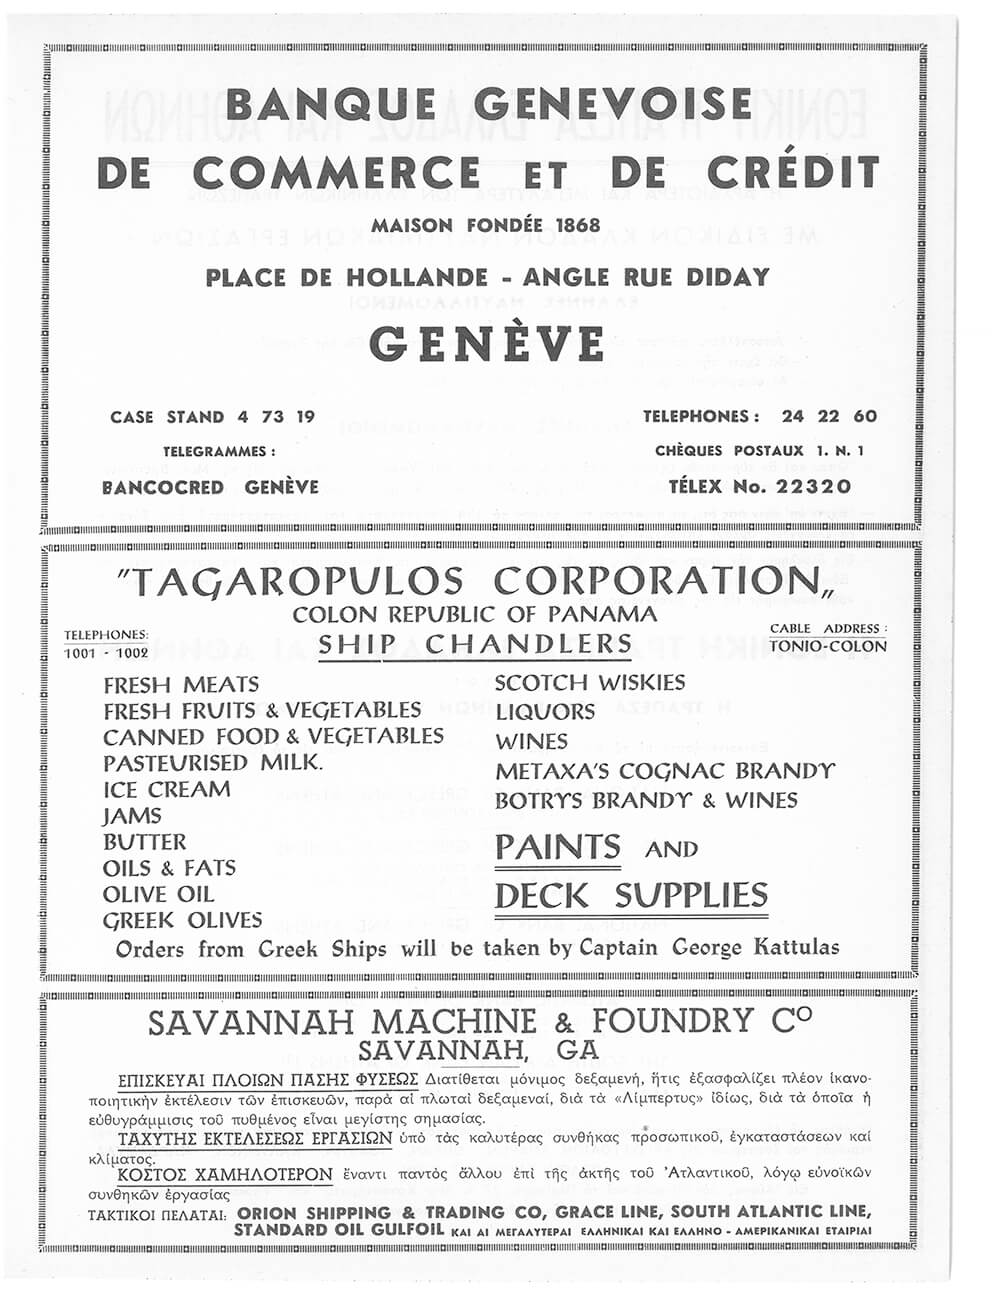 BANQUE GENEVOISE
DE COMMERCE ET DE CRÉDIT
MAISON FONDÉE 1868
PLACE DE HOLLANDE - ANGLE RUE DIDAY
GENÈVE
CASE STAND 4 73 19
TELEGRAMMES :
BANCOCRED GENÈVE
TELEPHONES : 24 22 60
CHÈQUES POSTAUX 1. N. 1
TÉLEX No. 22320
"TAGAROPULOS CORPORATION„
COLON REPUBLIC OF PANAMA
SHIP CHANDLERS
TELEPHONES:
1001 - 1002
CABLE ADDRESS :
TONIO-COLON
FRESH MEATS
FRESH FRUITS & VEGETABLES
CANNED FOOD & VEGETABLES
PASTEURISED MILK.
ICE CREAM
JAMS
BUTTER
OILS & FATS
OLIVE OIL
GREEK OLIVES
SCOTCH WISKIES
LIQUORS
WINES
METAXA'S COGNAC BRANDY
BOTRYS BRANDY & WINES
PAINTS AND
DECK SUPPLIES
Orders from Greek Ships will be taken by Captain George Kattulas
SAVANNAH MACHINE & FOUNDRY Cº
SAVANNAH, GA
ΕΠΙΣΚΕΥΑΙ ΠΛΟΙΩΝ ΠΑΣΗΣ ΦΥΣΕΩΣ Διατίθεται μόνιμος δεξαμενή, ἥτις ἐξασφαλίζει πλέον ἱκανο-
ποιητικὴν ἐκτέλεσιν τῶν ἐπισκευῶν, παρὰ αἱ πλωταὶ δεξαμεναί, διὰ τὰ «Λίμπερτυς» ἰδίως, διὰ τὰ ὁποῖα ἡ
εὐθυγράμμισις τοῦ πυθμένος εἶναι μεγίστης σημασίας.
ΤΑΧΥΤΗΣ ΕΚΤΕΛΕΣΕΩΣ ΕΡΓΑΣΙΩΝ ὑπὸ τὰς καλυτέρας συνθήκας προσωπικοῦ, ἐγκαταστάσεων καὶ
κλίματος.
ΚΟΣΤΟΣ ΧΑΜΗΛΟΤΕΡΟΝ ἔναντι παντὸς ἄλλου ἐπὶ τῆς ἀκτῆς τοῦ Ἀτλαντικοῦ, λόγῳ εὐνοϊκῶν
συνθηκῶν ἐργασίας
ΤΑΚΤΙΚΟΙ ΠΕΛΑΤΑΙ: ORION SHIPPING & TRADING CO, GRACE LINE, SOUTH ATLANTIC LINE,
STANDARD OIL GULFOIL ΚΑΙ ΑΙ ΜΕΓΑΛΥΤΕΡΑΙ ΕΛΛΗΝΙΚΑΙ ΚΑΙ ΕΛΛΗΝΟ - ΑΜΕΡΙΚΑΝΙΚΑΙ ΕΤΑΙΡΙΑΙ